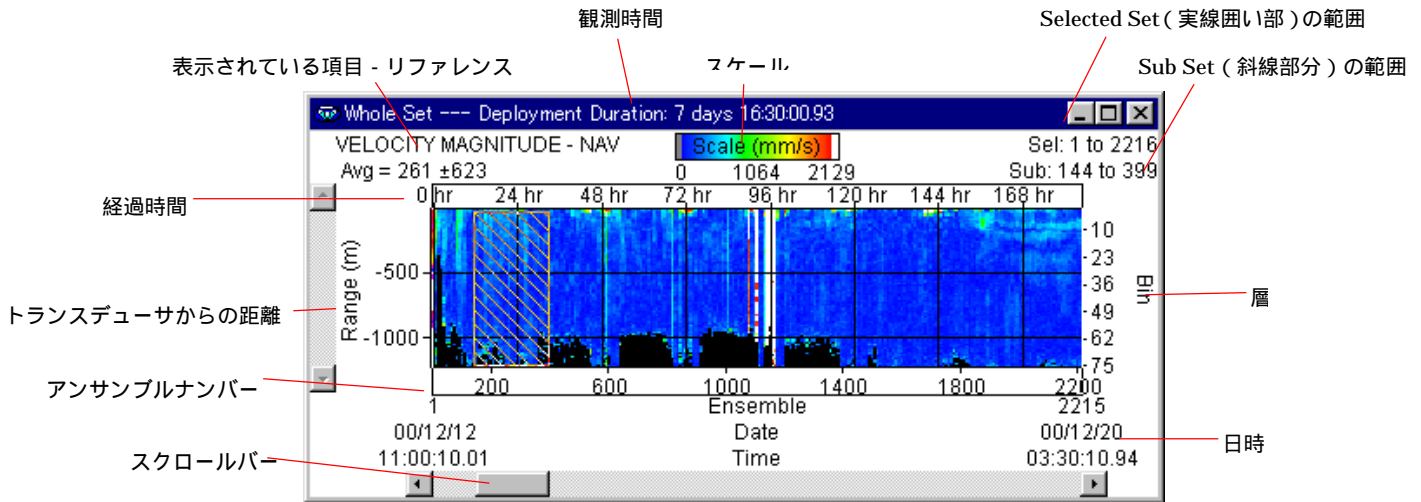 観測時間
Selected Set ( 実線囲い部 ) の範囲
表示されている項目 - リファレンス
スケール
Sub Set ( 斜線部分 ) の範囲
Whole Set --- Deployment Duration: 7 days 16:30:00.93
VELOCITY MAGNITUDE - NAV
Scale (mm/s)
Sel: 1 to 2216
Avg = 261 ±623
0 1064 2129
Sub: 144 to 399
経過時間
0 hr 24 hr 48 hr 72 hr 96 hr 120 hr 144 hr 168 hr
トランスデューサからの距離
Range (m)
-500
-1000
10
23
36
49
62
75
Bin
層
アンサンブルナンバー
200 600 1000 1400 1800 2200
1 Ensemble 2215
00/12/12 Date 00/12/20
日時
スクロールバー
11:00:10.01 Time 03:30:10.94